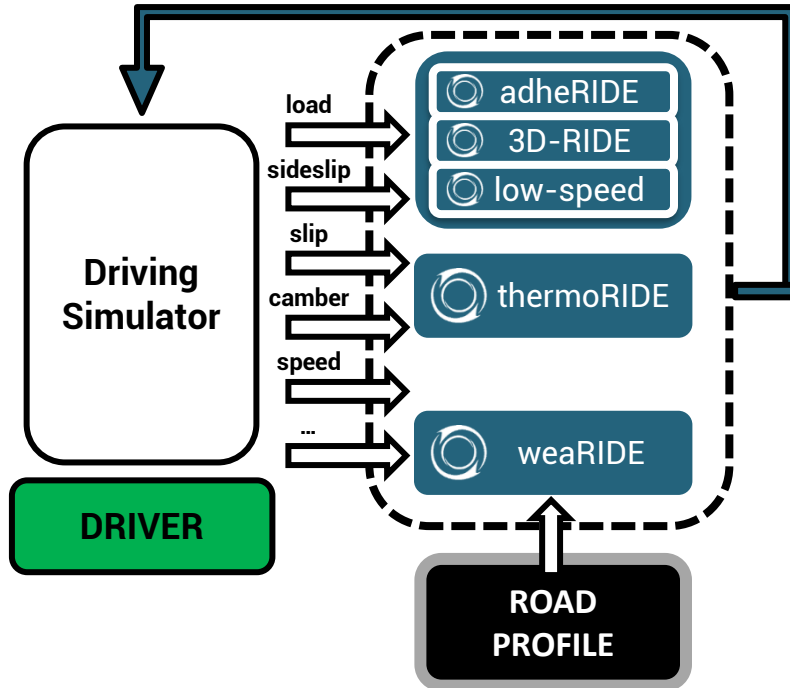 load
sideslip
slip
camber
speed
...
Driving
Simulator
DRIVER
adheRIDE
3D-RIDE
low-speed
thermoRIDE
weaRIDE
ROAD
PROFILE